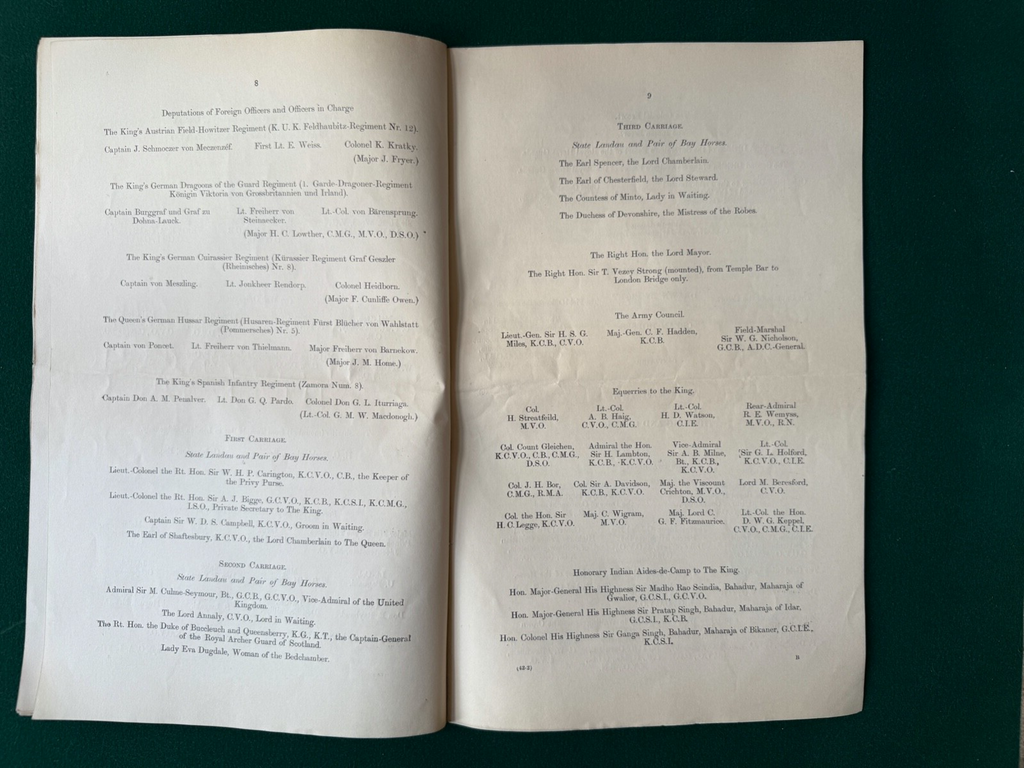 8
Deputations of Foreign Officers and Officers in Charge
The King's Austrian Field-Howitzer Regiment (K. U. K. Feldhaubitz-Regiment Nr. 12).
Captain J. Schmoczer von Meczenzéf. First Lt. E. Weiss. Colonel K. Kratky.
(Major J. Fryer.)
The King's German Dragoons of the Guard Regiment (1. Garde-Dragoner-Regiment
Königin Viktoria von Grossbritannien und Irland).
Captain Burggraf und Graf zu Lt. Freiherr von Lt.-Col. von Bärensprung.
Dohna-Lauck. Steinaecker.
(Major H. C. Lowther, C.M.G., M.V.O., D.S.O.)
The King's German Cuirassier Regiment (Kürassier Regiment Graf Geszler
(Rheinisches) Nr. 8).
Captain von Mossling. Lt. Jonkheer Rendorp. Colonel Heidborn.
(Major F. Cunliffe Owen.)
The Queen's German Hussar Regiment (Husaren-Regiment Fürst Blücher von Wahlstatt
(Pommersches) Nr. 5).
Captain von Poncet. Lt. Freiherr von Thielmann. Major Freiherr von Barnekow.
(Major J. M. Home.)
The King's Spanish Infantry Regiment (Zamora Num. 8).
Captain Don A. M. Penalver. Lt. Don G. Q. Pardo. Colonel Don G. L. Iturriaga.
(Lt.-Col. G. M. W. Macdonogh.)
First Carriage.
State Landau and Pair of Bay Horses.
Lieut.-Colonel the Rt. Hon. Sir W. H. P. Carington, K.C.V.O., C.B., the Keeper of
the Privy Purse.
Lieut.-Colonel the Rt. Hon. Sir A. J. Bigge, G.C.V.O., K.C.B., K.C.S.I., K.C.M.G.,
I.S.O., Private Secretary to The King.
Captain Sir W. D. S. Campbell, K.C.V.O., Groom in Waiting.
The Earl of Shaftesbury, K.C.V.O., the Lord Chamberlain to The Queen.
Second Carriage.
State Landau and Pair of Bay Horses.
Admiral Sir M. Culme-Seymour, Bt., G.C.B., G.C.V.O., Vice-Admiral of the United
Kingdom.
The Lord Annaly, C.V.O., Lord in Waiting.
The Rt. Hon. the Duke of Buccleuch and Queensberry, K.G., K.T., the Captain-General
of the Royal Archer Guard of Scotland.
Lady Eva Dugdale, Woman of the Bedchamber.
9
Third Carriage.
State Landau and Pair of Bay Horses.
The Earl Spencer, the Lord Chamberlain.
The Earl of Chesterfield, the Lord Steward.
The Countess of Minto, Lady in Waiting.
The Duchess of Devonshire, the Mistress of the Robes.
The Right Hon. the Lord Mayor.
The Right Hon. Sir T. Vezey Strong (mounted), from Temple Bar to
London Bridge only.
The Army Council.
Lieut.-Gen. Sir H. S. G. Maj.-Gen. C. F. Hadden, Field-Marshal
Miles, K.C.B., C.V.O. K.C.B. Sir W. G. Nicholson,
G.C.B., A.D.C.-General.
Equerries to the King.
Col. Lt.-Col. Lt.-Col. Rear-Admiral
H. Streatfeild, A. B. Haig, H. D. Watson, R. E. Wemyss,
M.V.O. C.V.O., C.M.G. C.I.E. M.V.O., R.N.
Col. Count Gleichen, Admiral the Hon. Vice-Admiral Lt.-Col.
K.C.V.O., C.B., C.M.G., Sir H. Lambton, Sir A. B. Milne, Sir G. L. Holford,
D.S.O. K.C.B., K.C.V.O. Bt., K.C.B., K.C.V.O., C.I.E.
K.C.V.O.
Col. J. H. Bor, Col. Sir A. Davidson, Maj. the Viscount Lord M. Beresford,
C.M.G., R.M.A. K.C.B., K.C.V.O. Crichton, M.V.O., C.V.O.
D.S.O.
Col. the Hon. Sir Maj. C. Wigram, Maj. Lord C. Lt.-Col. the Hon.
H. C. Legge, K.C.V.O. M.V.O. G. F. Fitzmaurice. D. W. G. Keppel,
C.V.O., C.M.G., C.I.E.
Honorary Indian Aides-de-Camp to The King.
Hon. Major-General His Highness Sir Madho Rao Scindia, Bahadur, Maharaja of
Gwalior, G.C.S.I., G.C.V.O.
Hon. Major-General His Highness Sir Pratap Singh, Bahadur, Maharaja of Idar,
G.C.S.I., K.C.B.
Hon. Colonel His Highness Sir Ganga Singh, Bahadur, Maharaja of Bikaner, G.C.I.E.,
K.C.S.I.
(42-2) B